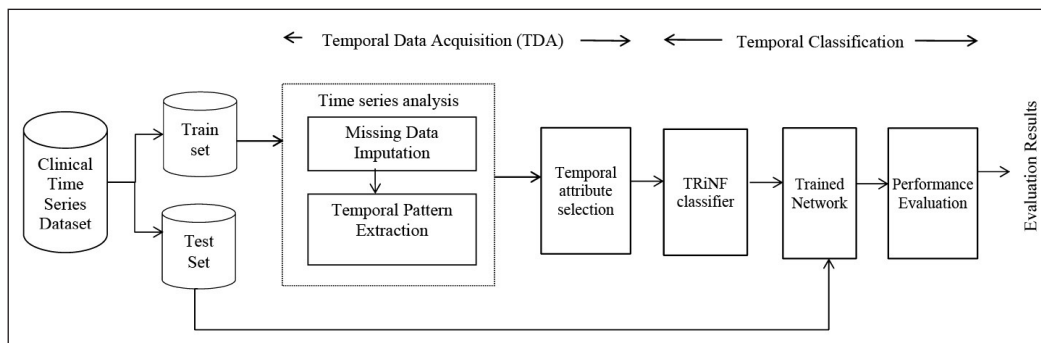 Temporal Data Acquisition (TDA)
Temporal Classification
Clinical
Time
Series
Dataset
Train
set
Test
Set
Time series analysis
Missing Data
Imputation
Temporal Pattern
Extraction
Temporal
attribute
selection
TRiNF
classifier
Trained
Network
Performance
Evaluation
Evaluation Results